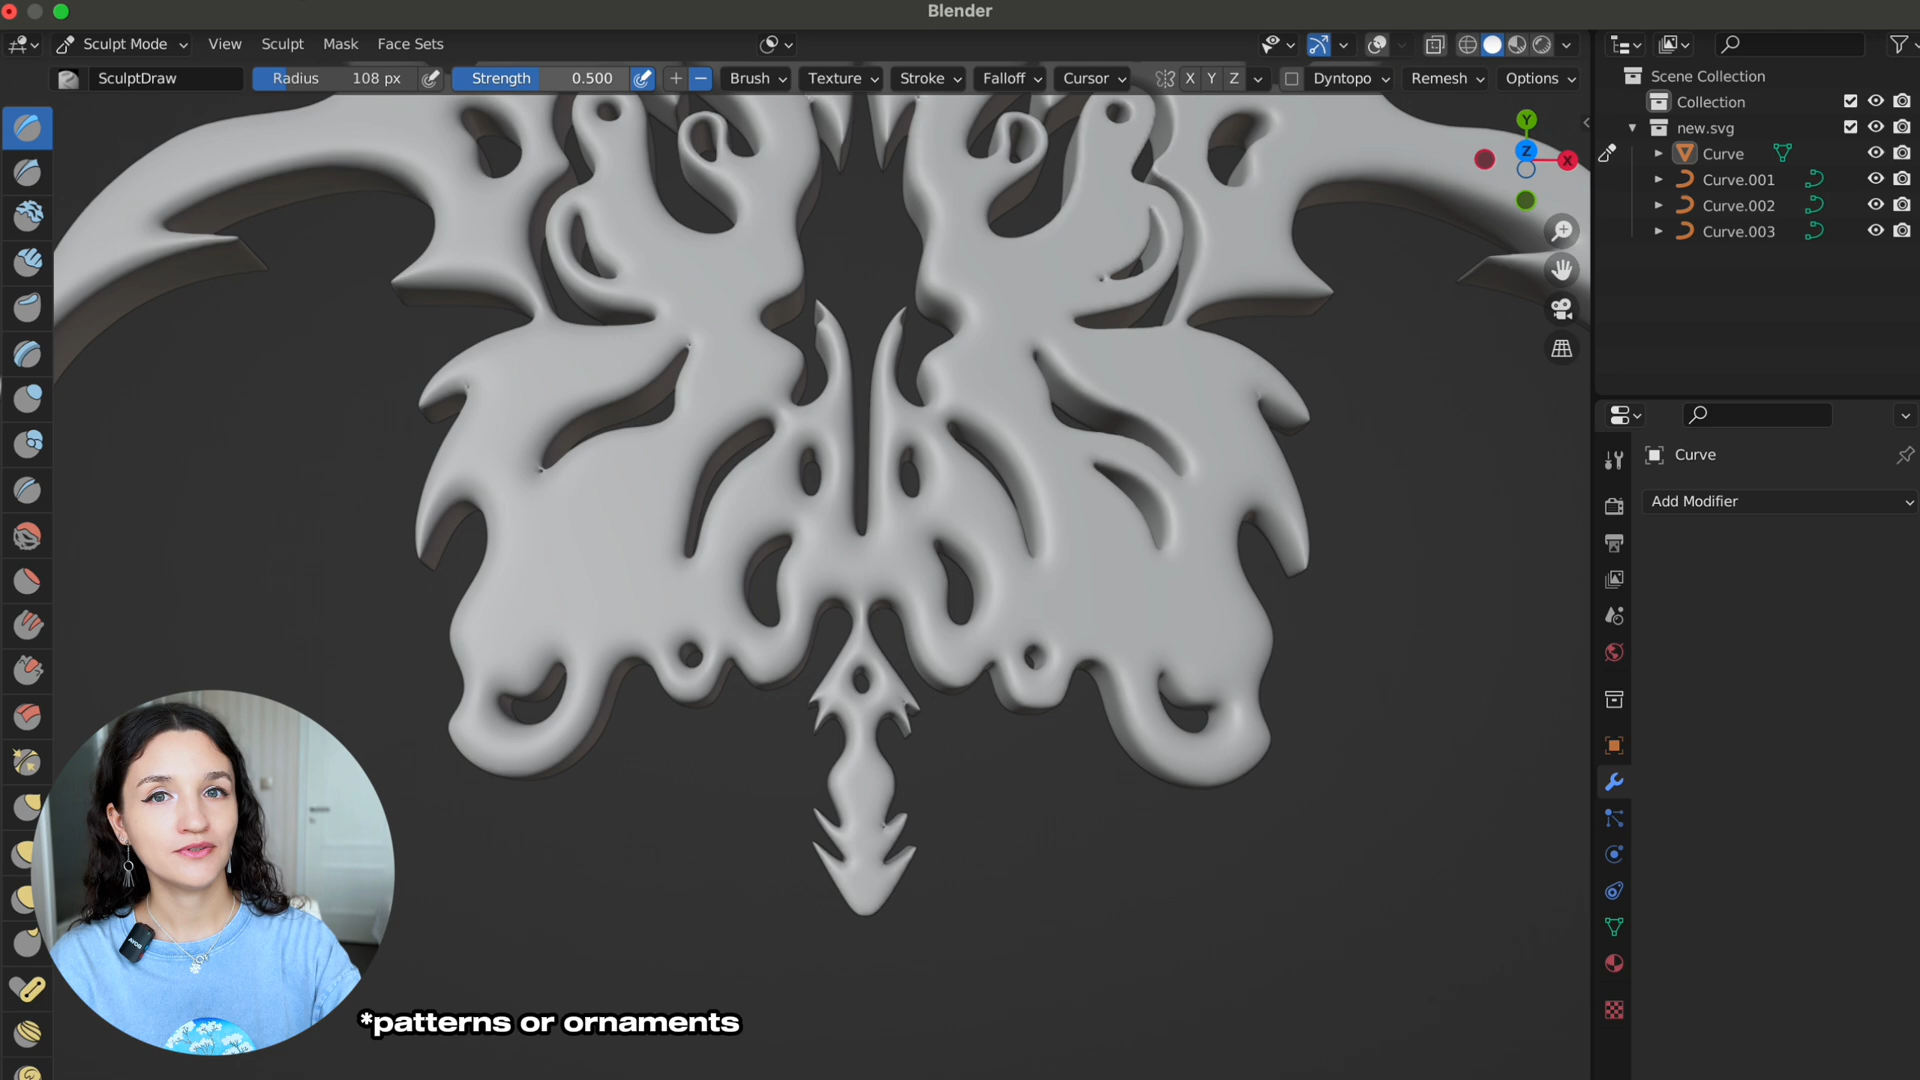 Blender
Sculpt Mode View Sculpt Mask Face Sets
SculptDraw Radius 108 px Strength 0.500 Brush Texture Stroke Falloff Cursor X Y Z Dyntopo Remesh Options
Scene Collection
Collection
new.svg
Curve
Curve.001
Curve.002
Curve.003
Y
Z
X
Curve
Add Modifier
BOYA
*patterns or ornaments